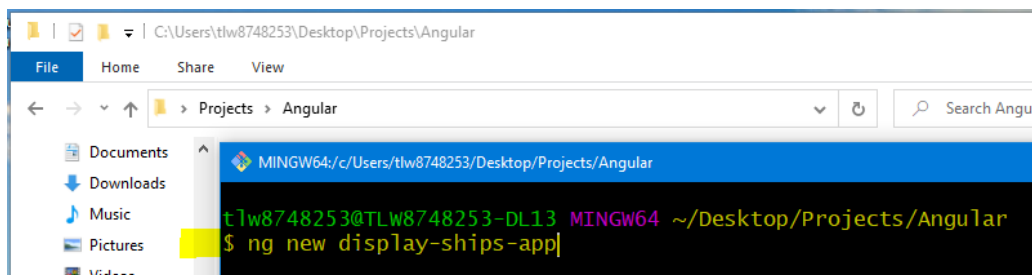 C:\Users\tlw8748253\Desktop\Projects\Angular
File Home Share View
Projects > Angular
Search Angu
Documents
Downloads
Music
Pictures
Videos
MINGW64:/c/Users/tlw8748253/Desktop/Projects/Angular
tlw8748253@TLW8748253-DL13 MINGW64 ~/Desktop/Projects/Angular
$ ng new display-ships-app